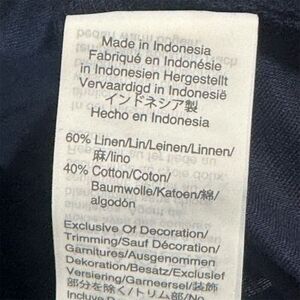 Made in Indonesia
Fabriqué en Indonésie
in Indonesien Hergestellt
Vervaardigd in Indonesië
インドネシア製
Hecho en Indonesia
60% Linen/Lin/Leinen/Linnen/
麻/lino
40% Cotton/Coton/
Baumwolle/Katoen/綿/
algodón
Exclusive Of Decoration/
Trimming/Sauf Décoration/
Garnitures/Ausgenommen
Dekoration/Besatz/Exclusief
Versiering/Garneersel/装飾
部分を除く/トリム部/No
Incluye